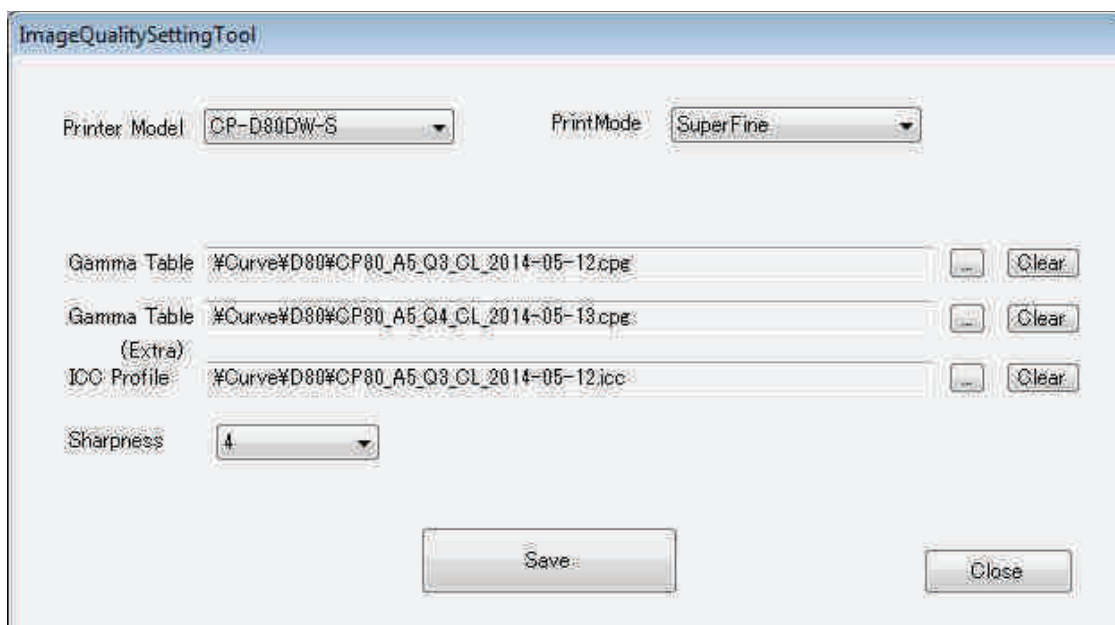 ImageQualitySettingTool
Printer Model CP-D80DW-S PrintMode SuperFine
Gamma Table ¥Curve¥D80¥CP80_A5_Q3_CL_2014-05-12.cpg ... Clear
Gamma Table ¥Curve¥D80¥CP80_A5_Q4_CL_2014-05-13.cpg ... Clear
(Extra)
ICC Profile ¥Curve¥D80¥CP80_A5_Q3_CL_2014-05-12.icc ... Clear
Sharpness 4
Save
Close